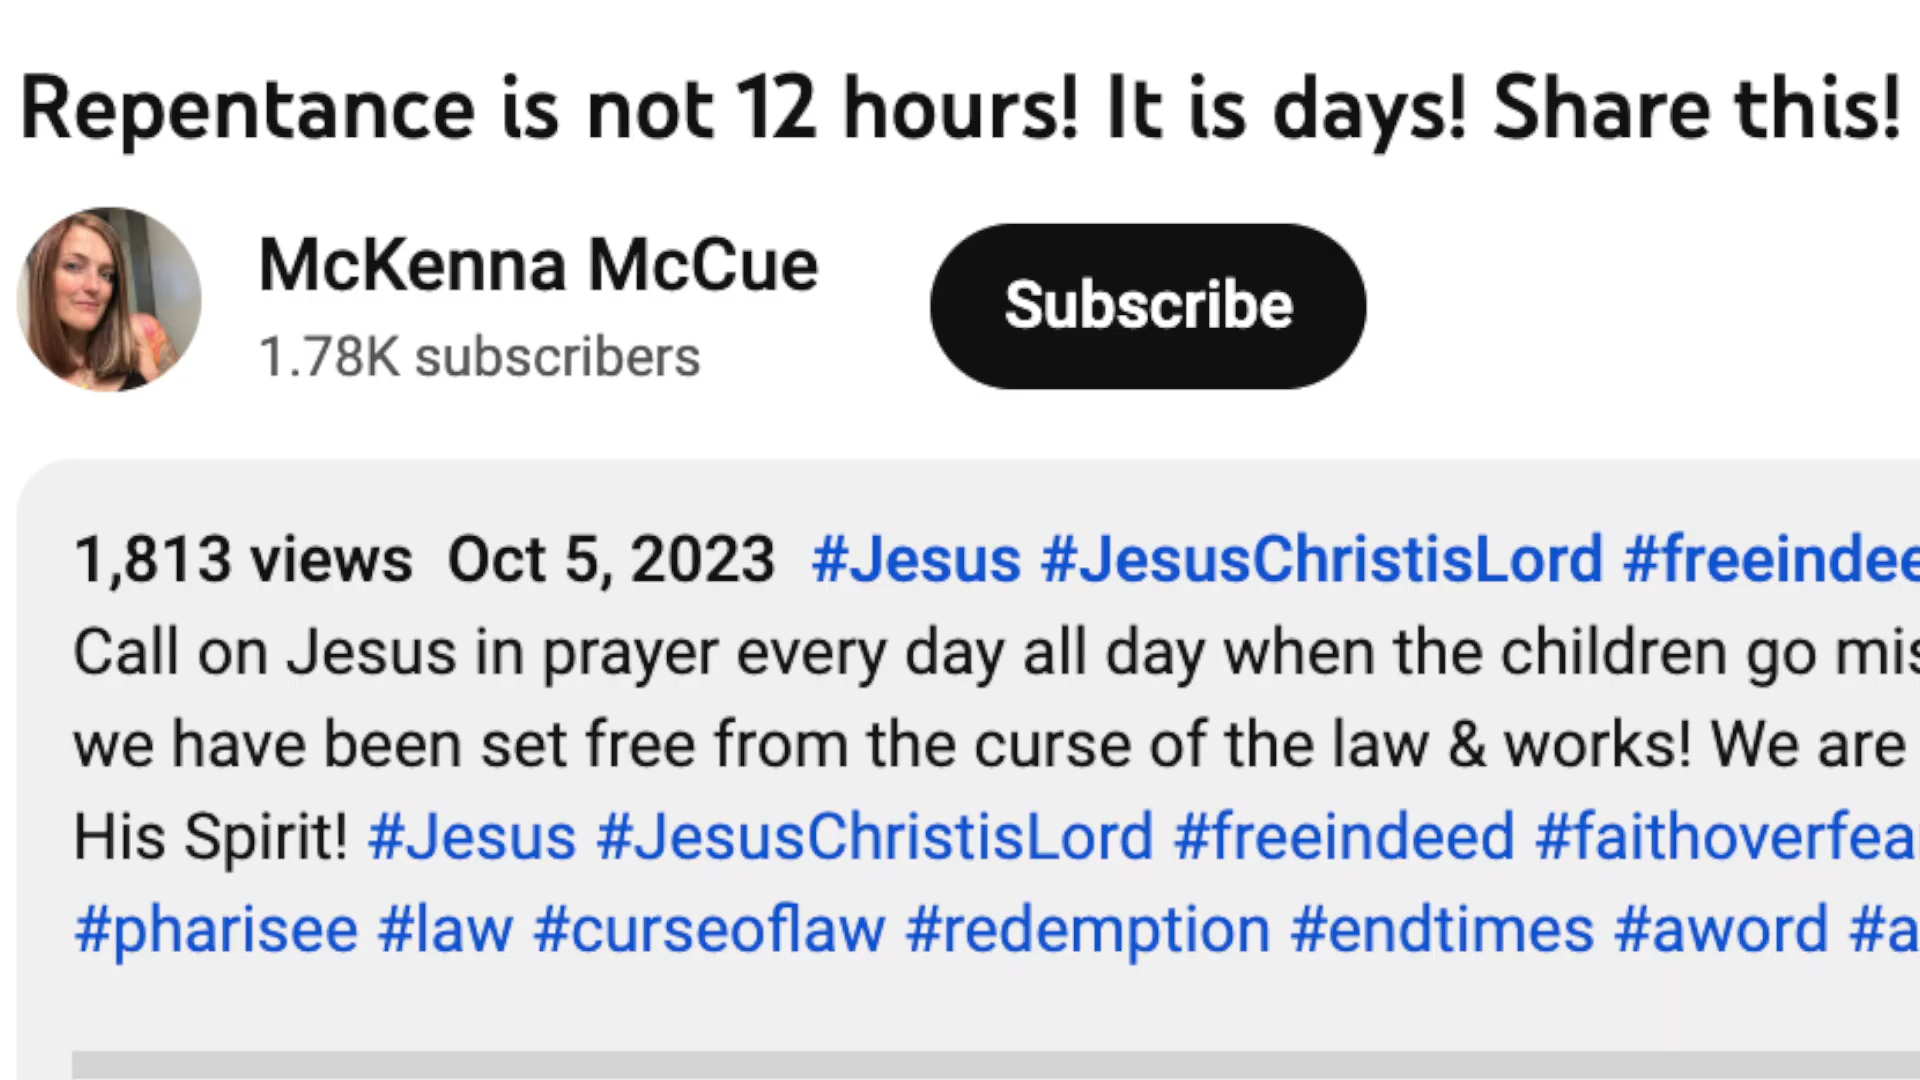 Repentance is not 12 hours! It is days! Share this!
McKenna McCue
1.78K subscribers
Subscribe
1,813 views Oct 5, 2023 #Jesus #JesusChristisLord
Call on Jesus in prayer every day all day when the children go
we have been set free from the curse of the law & works! We are
His Spirit! #Jesus #JesusChristisLord #freeindeed
#pharisee #law #curseoflaw #redemption #endtimes #aword